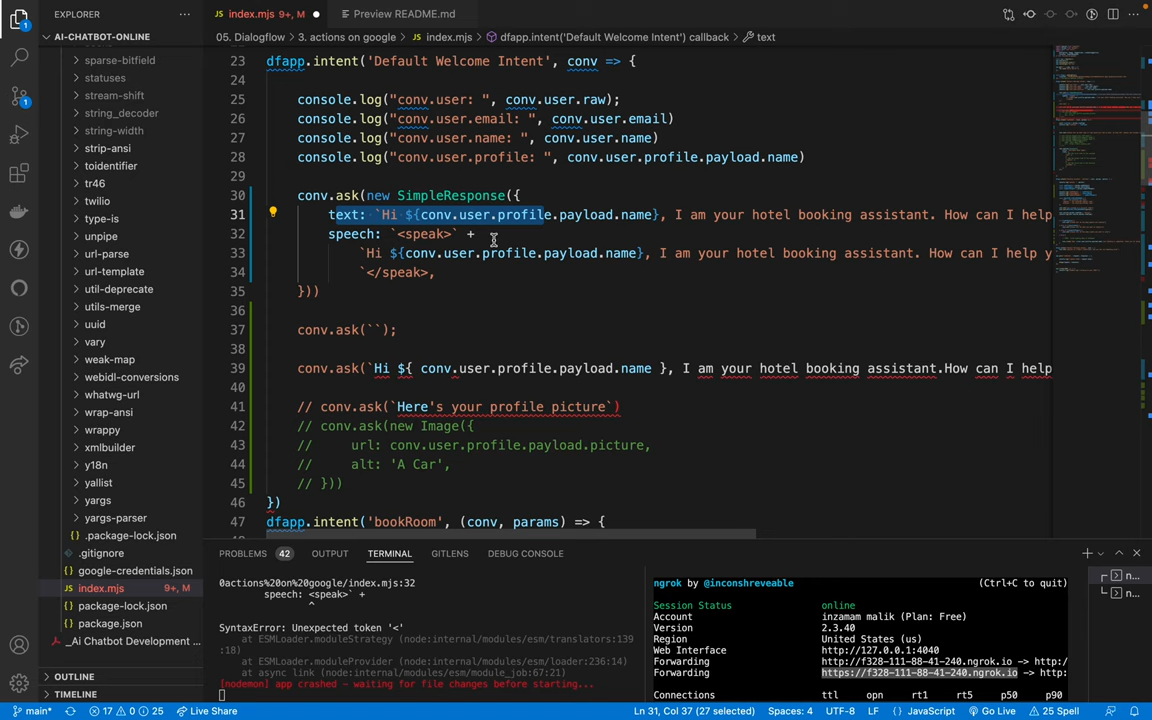 EXPLORER
index.mjs 9+, M
Preview README.md
AI-CHATBOT-ONLINE
05. Dialogflow > 3. actions on google > index.mjs > dfapp.intent('Default Welcome Intent') callback > text
sparse-bitfield
statuses
stream-shift
string_decoder
string-width
strip-ansi
toidentifier
tr46
twilio
type-is
unpipe
uri-js
url-template
util-deprecate
utils-merge
uuid
vary
weak-map
webidl-conversions
whatwg-url
wrap-ansi
wrappy
xmlbuilder
y18n
yallist
yargs
yargs-parser
.package-lock.json
.gitignore
google-credentials.json
index.mjs 9+, M
package-lock.json
package.json
_Ai Chatbot Development ...
OUTLINE
TIMELINE
23 dfapp.intent('Default Welcome Intent', conv => {
24
25 console.log("conv.user: ", conv.user.raw);
26 console.log("conv.user.email: ", conv.user.email)
27 console.log("conv.user.name: ", conv.user.name)
28 console.log("conv.user.profile: ", conv.user.profile.payload.name)
29
30 conv.ask(new SimpleResponse({
31 text: `Hi ${conv.user.profile.payload.name}, I am your hotel booking assistant. How can I help
32 speech: `<speak>` +
33 `Hi ${conv.user.profile.payload.name}, I am your hotel booking assistant. How can I help y
34 `</speak>,
35 }))
36
37 conv.ask(``);
38
39 conv.ask(`Hi ${ conv.user.profile.payload.name }, I am your hotel booking assistant.How can I help
40
41 // conv.ask(`Here's your profile picture`)
42 // conv.ask(new Image({
43 // url: conv.user.profile.payload.picture,
44 // alt: 'A Car',
45 // }))
46 })
47 dfapp.intent('bookRoom', (conv, params) => {
PROBLEMS 42 OUTPUT TERMINAL GITLENS DEBUG CONSOLE
0actions%20on%20google/index.mjs:32
speech: <speak>` +
^
SyntaxError: Unexpected token '<'
at ESMLoader.moduleStrategy (node:internal/modules/esm/translators:139
:18)
at ESMLoader.moduleProvider (node:internal/modules/esm/loader:236:14)
at async link (node:internal/modules/esm/module_job:67:21)
[nodemon] app crashed - waiting for file changes before starting...
ngrok by @inconshreveable (Ctrl+C to quit)
Session Status online
Account inzamam malik (Plan: Free)
Version 2.3.40
Region United States (us)
Web Interface http://127.0.0.1:4040
Forwarding http://f328-111-88-41-240.ngrok.io -> http:/
Forwarding https://f328-111-88-41-240.ngrok.io -> http:
Connections ttl opn rt1 rt5 p50 p90
n...
n...
main* 17 0 25 Live Share Ln 31, Col 37 (27 selected) Spaces: 4 UTF-8 LF JavaScript Go Live 25 Spell